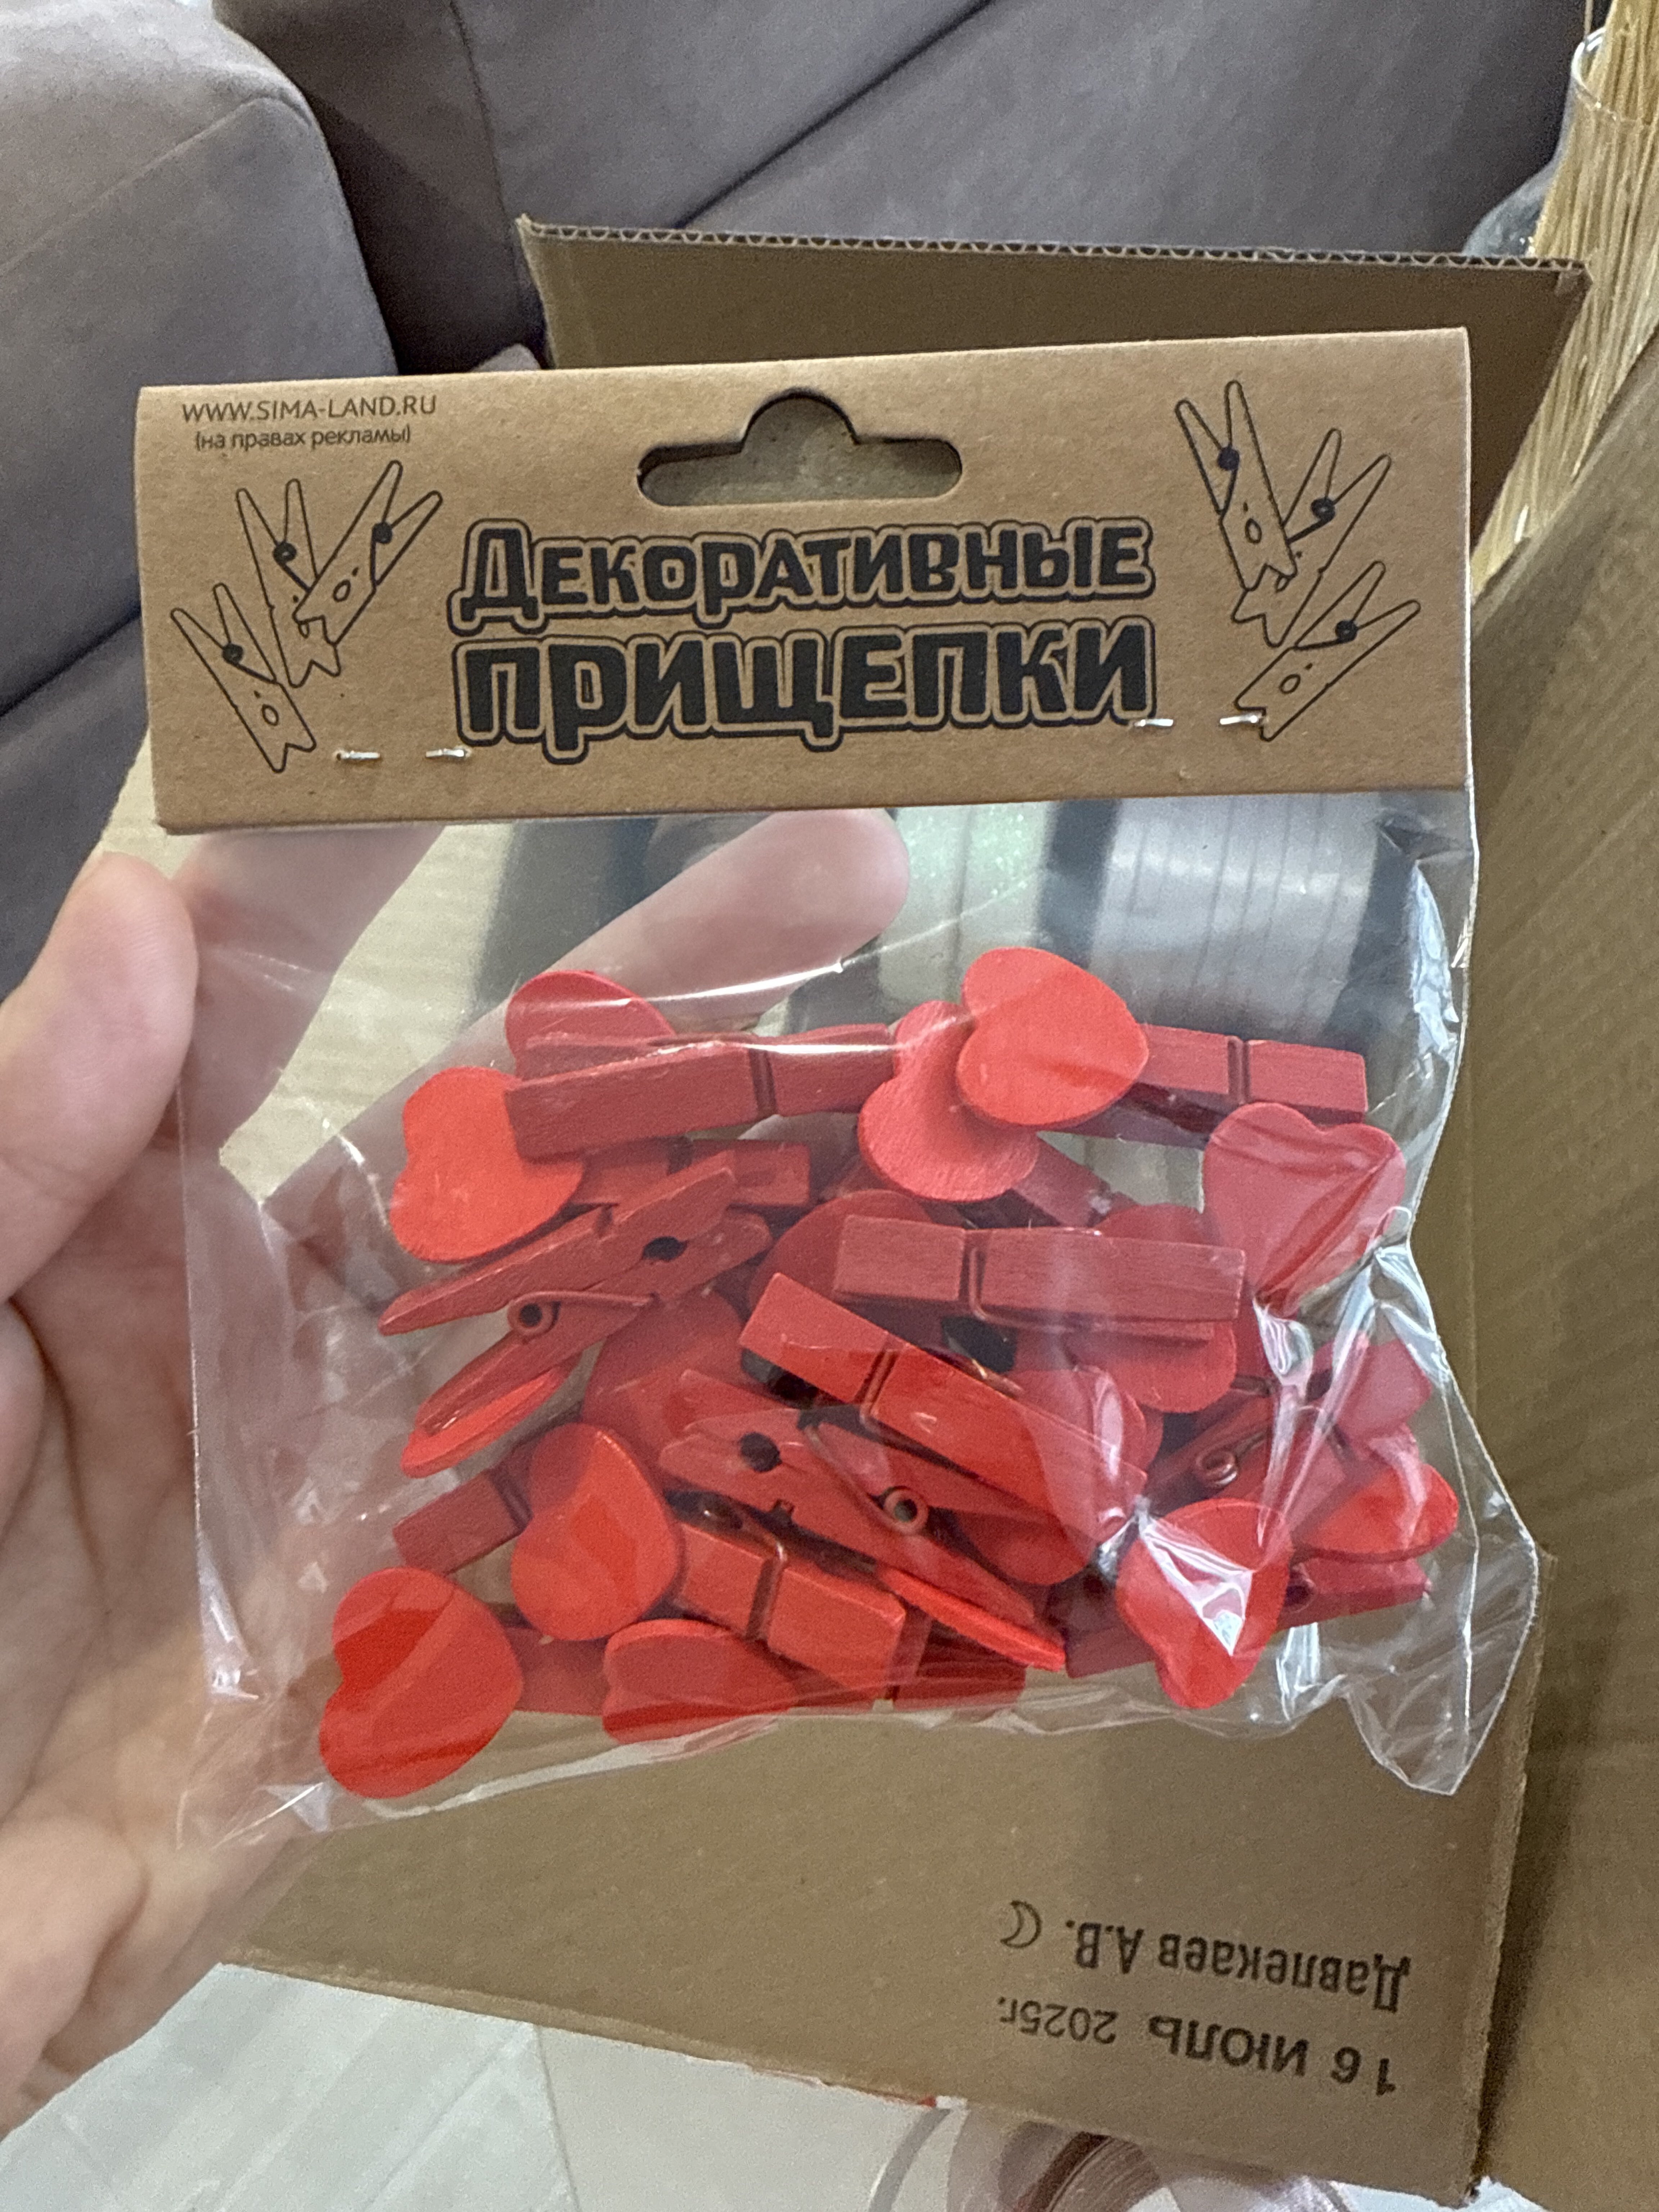 WWW.SIMA-LAND.RU
(на правах рекламы)
Декоративные
прищепки
16 ИЮЛЬ 2025г.
Давлекаев А.В.